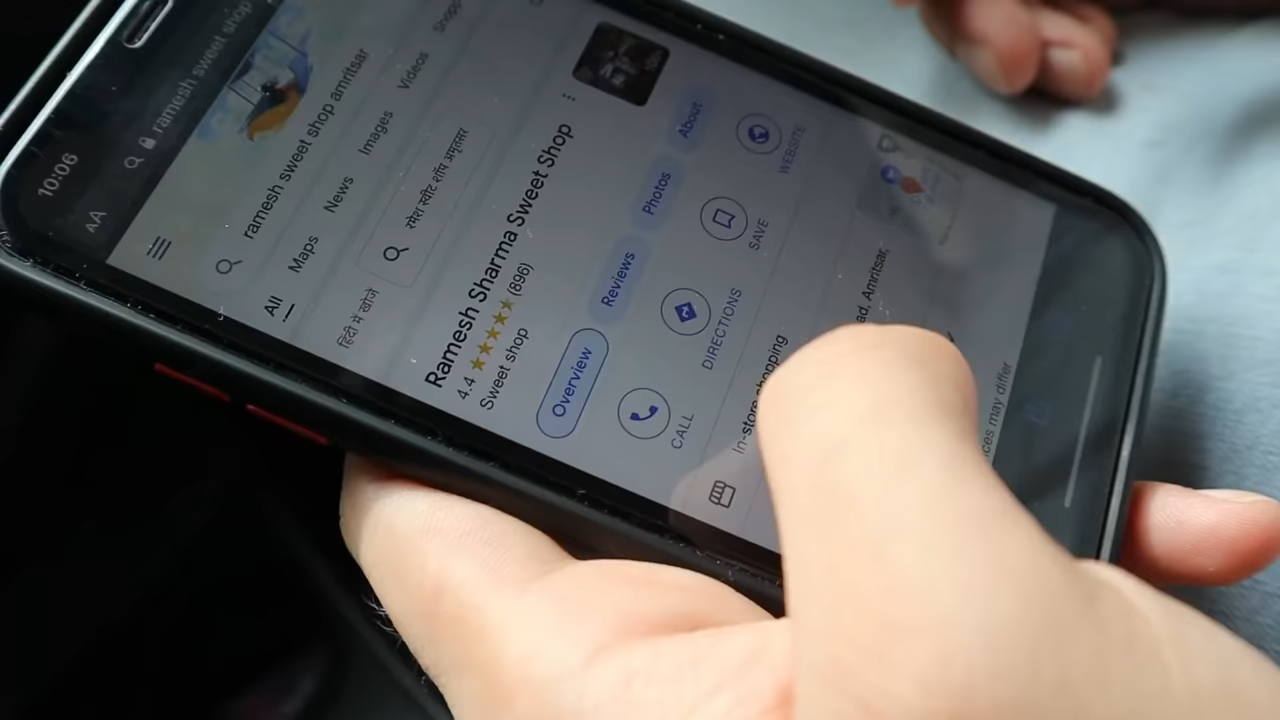 10:06
AA ramesh sweet shop
ramesh sweet shop amritsar
All Maps News Images Videos
हिंदी में खोजें रमेश स्वीट शॉप अमृतसर
Ramesh Sharma Sweet Shop
4.4 (896)
Sweet shop
Overview Reviews Photos About
CALL DIRECTIONS SAVE WEBSITE
In-store shopping
ad, Amritsar,
may differ